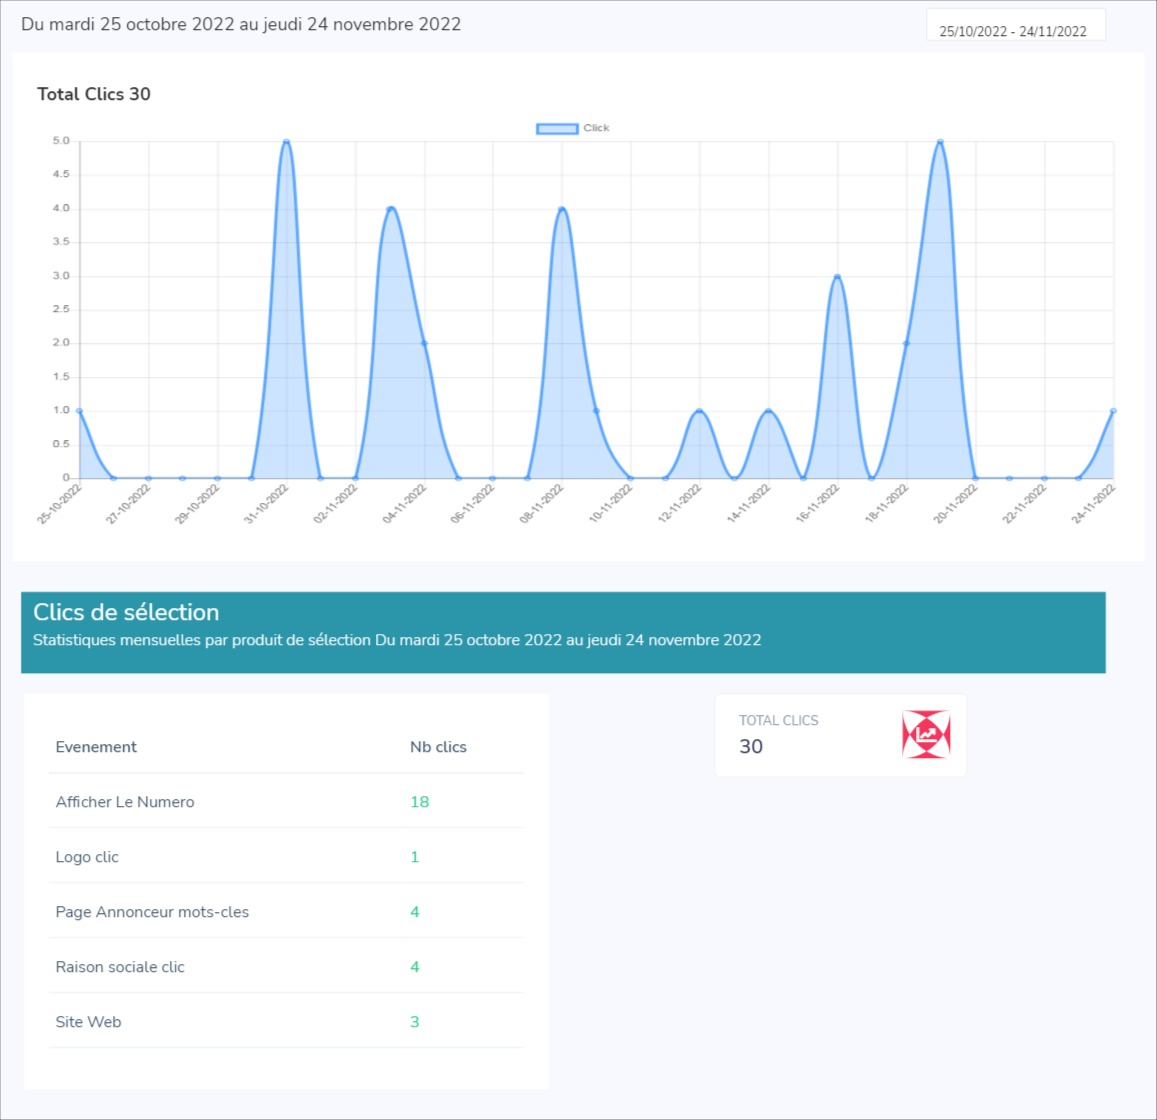 Du mardi 25 octobre 2022 au jeudi 24 novembre 2022
25/10/2022 - 24/11/2022
Total Clics 30
Click
5.0
4.5
4.0
3.5
3.0
2.5
2.0
1.5
1.0
0.5
0
25-10-2022 27-10-2022 29-10-2022 31-10-2022 02-11-2022 04-11-2022 06-11-2022 08-11-2022 10-11-2022 12-11-2022 14-11-2022 16-11-2022 18-11-2022 20-11-2022 22-11-2022 24-11-2022
Clics de sélection
Statistiques mensuelles par produit de sélection Du mardi 25 octobre 2022 au jeudi 24 novembre 2022
Evenement Nb clics
Afficher Le Numero 18
Logo clic 1
Page Annonceur mots-cles 4
Raison sociale clic 4
Site Web 3
TOTAL CLICS
30